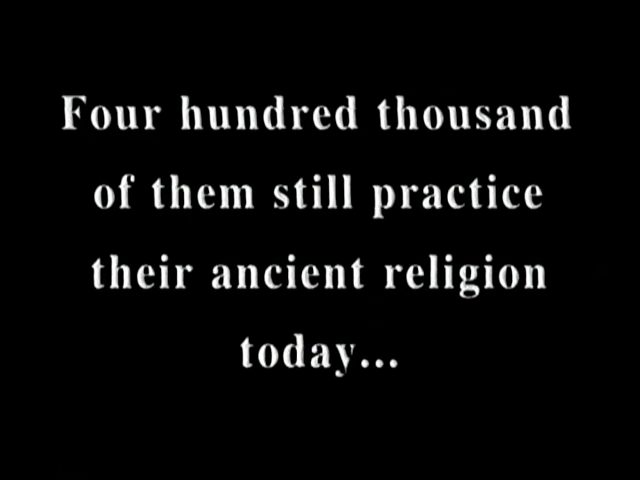 Four hundred thousand
of them still practice
their ancient religion
today...